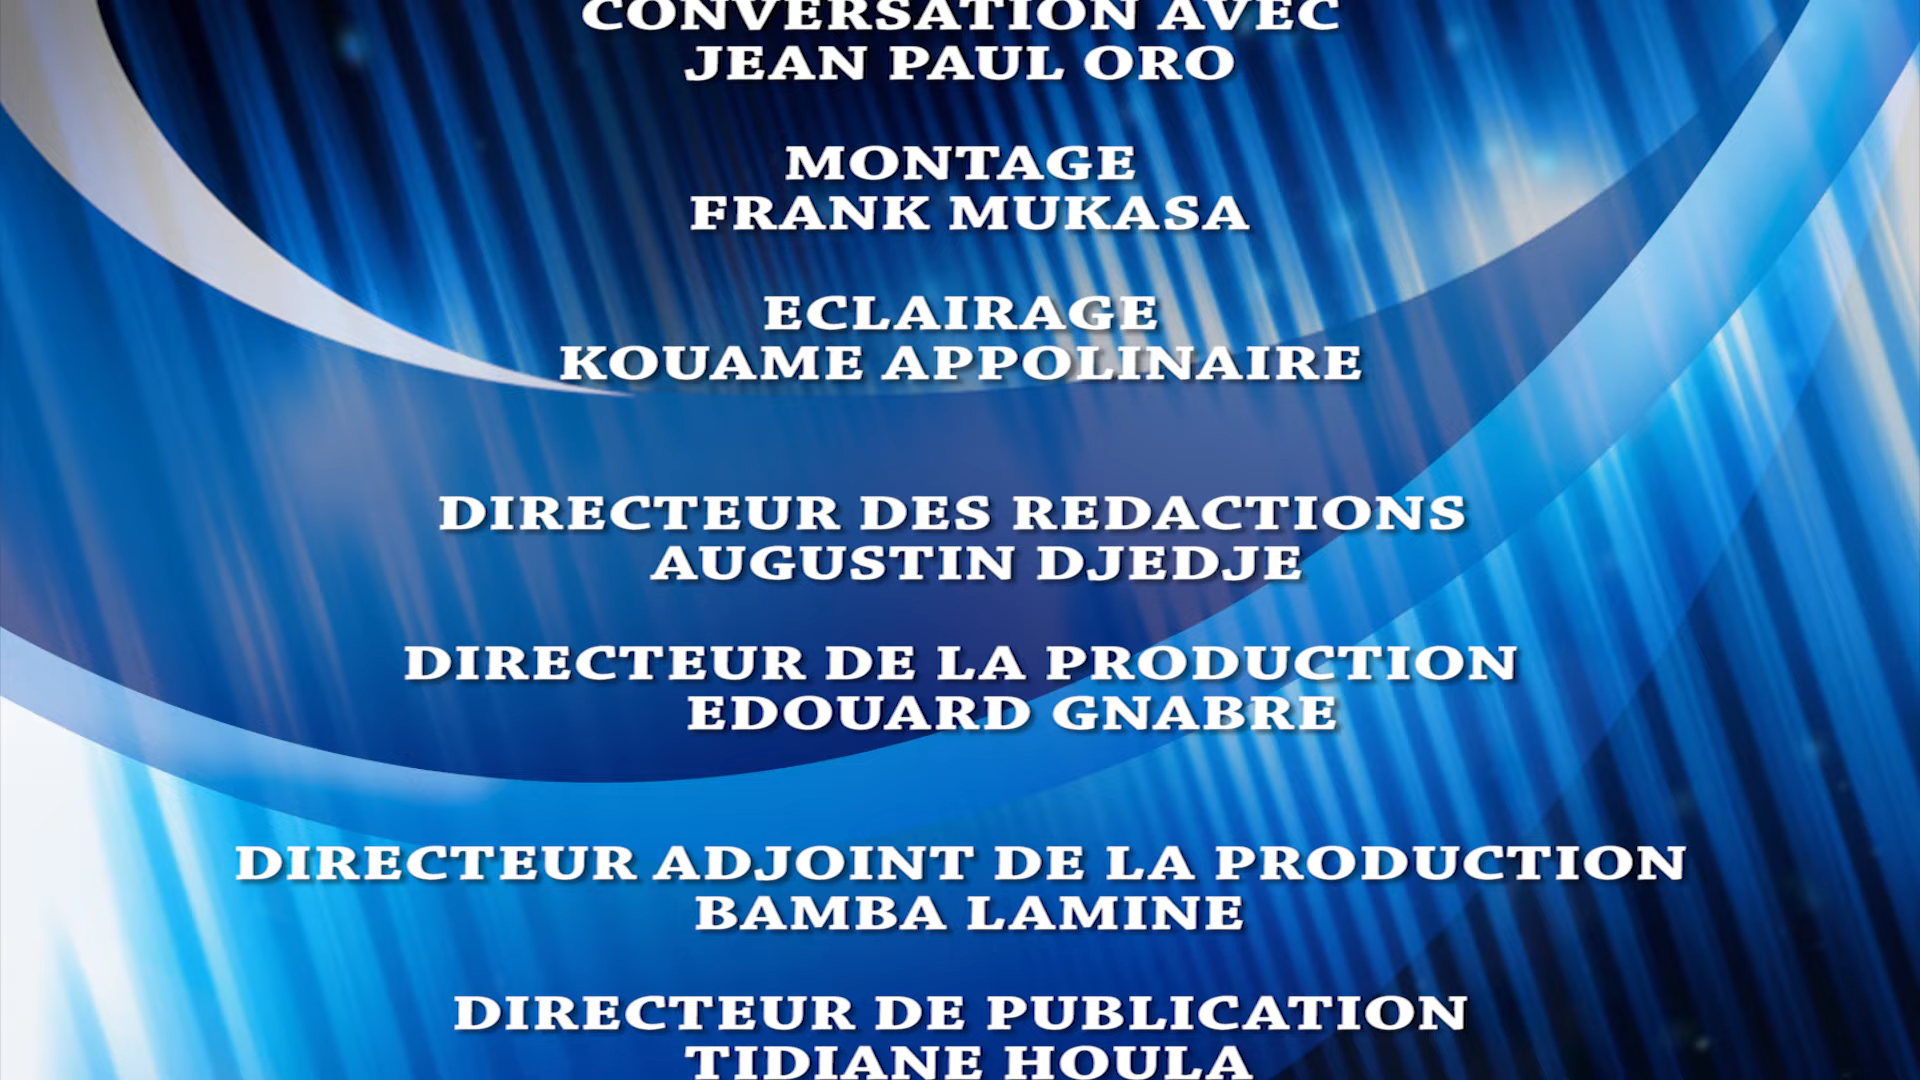 CONVERSATION AVEC
JEAN PAUL ORO
MONTAGE
FRANK MUKASA
ECLAIRAGE
KOUAME APPOLINAIRE
DIRECTEUR DES REDACTIONS
AUGUSTIN DJEDJE
DIRECTEUR DE LA PRODUCTION
EDOUARD GNABRE
DIRECTEUR ADJOINT DE LA PRODUCTION
BAMBA LAMINE
DIRECTEUR DE PUBLICATION
TIDIANE HOULA